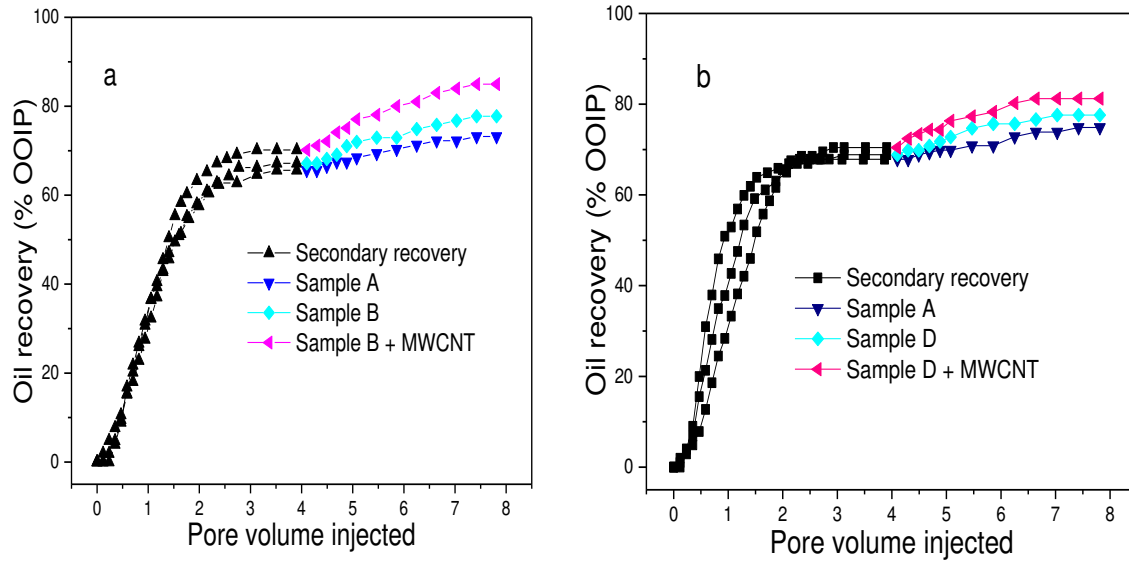 a
Oil recovery (% OOIP)
100
80
60
40
20
0
Secondary recovery
Sample A
Sample B
Sample B + MWCNT
0 1 2 3 4 5 6 7 8
Pore volume injected
b
Oil recovery (% OOIP)
100
80
60
40
20
0
Secondary recovery
Sample A
Sample D
Sample D + MWCNT
0 1 2 3 4 5 6 7 8
Pore volume injected